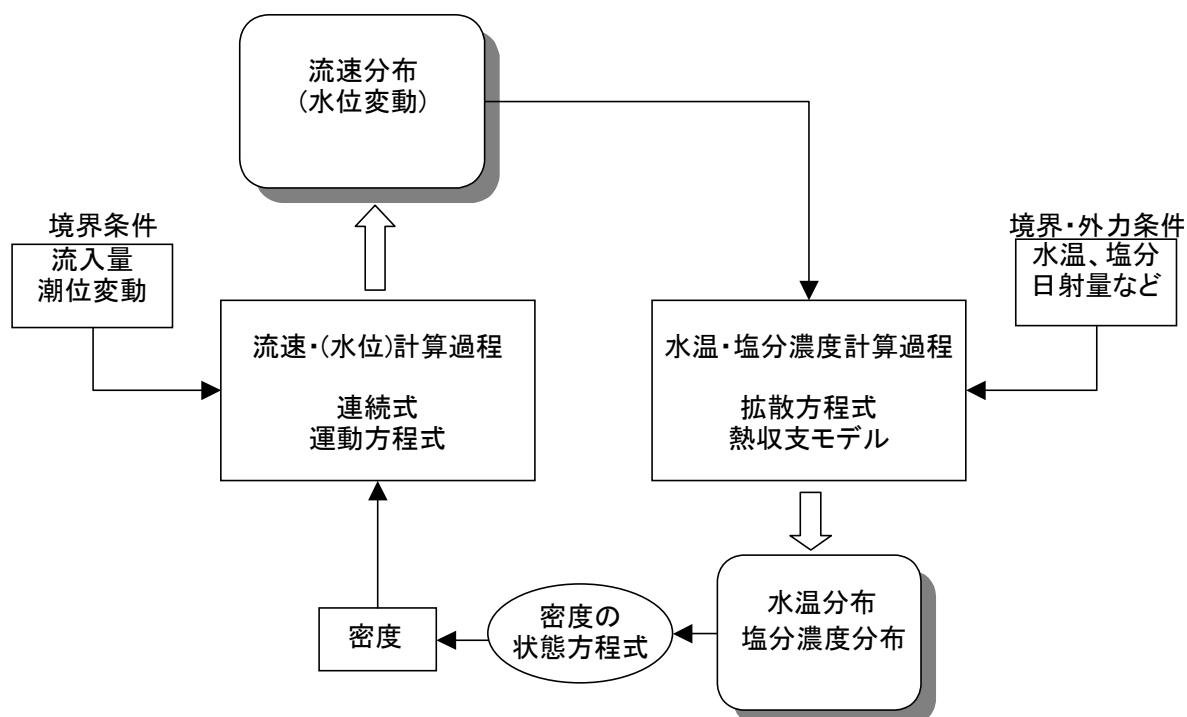 流速分布
(水位変動)
境界条件
流入量
潮位変動
境界・外力条件
水温、塩分
日射量など
流速・(水位)計算過程
連続式
運動方程式
水温・塩分濃度計算過程
拡散方程式
熱収支モデル
水温分布
塩分濃度分布
密度の
状態方程式
密度